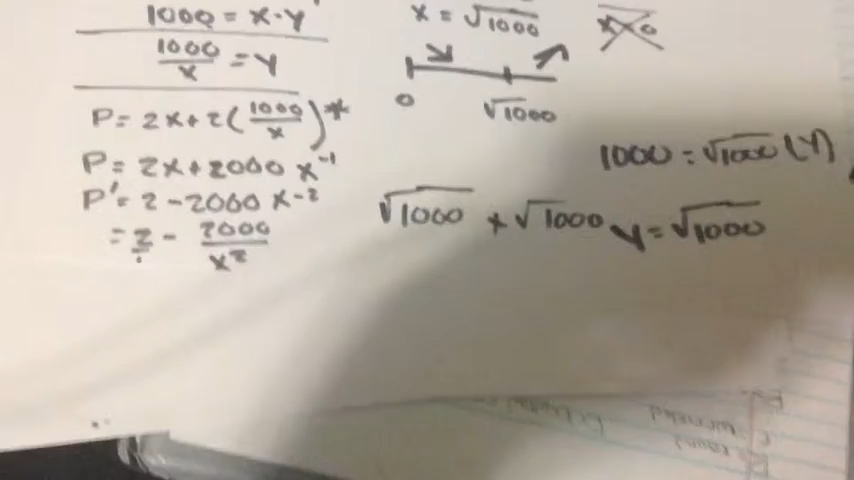 1000 = x · y
1000/x = y
P = 2x + 2(1000/x)
P = 2x + 2000 x⁻¹
P' = 2 - 2000 x⁻²
= 2/1 - 2000/x²
x = √1000
0
√1000
1000 = √1000 (y)
√1000 x √1000
y = √1000